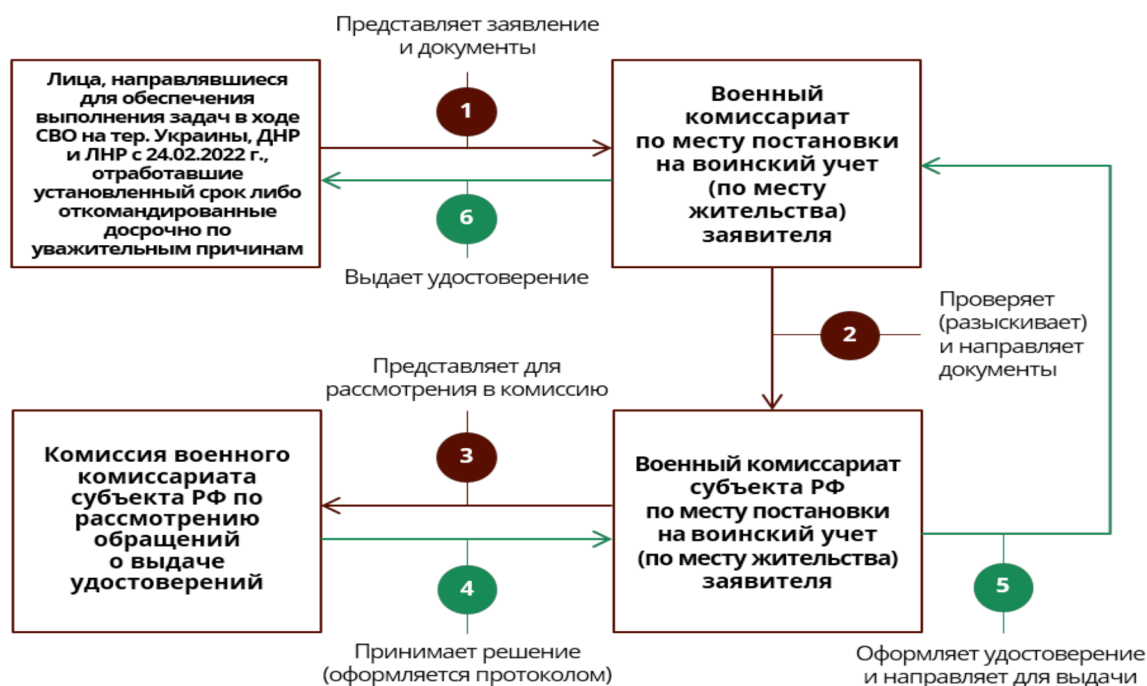 Представляет заявление
и документы
Лица, направлявшиеся
для обеспечения
выполнения задач в ходе
СВО на тер. Украины, ДНР
и ЛНР с 24.02.2022 г.,
отработавшие
установленный срок либо
откомандированные
досрочно по
уважительным причинам
1
6
Выдает удостоверение
Военный
комиссариат
по месту постановки
на воинский учет
(по месту
жительства)
заявителя
2
Проверяет
(разыскивает)
и направляет
документы
Представляет для
рассмотрения в комиссию
Комиссия военного
комиссариата
субъекта РФ по
рассмотрению
обращений
о выдаче
удостоверений
3
4
Принимает решение
(оформляется протоколом)
Военный комиссариат
субъекта РФ
по месту постановки
на воинский учет
(по месту жительства)
заявителя
5
Оформляет удостоверение
и направляет для выдачи